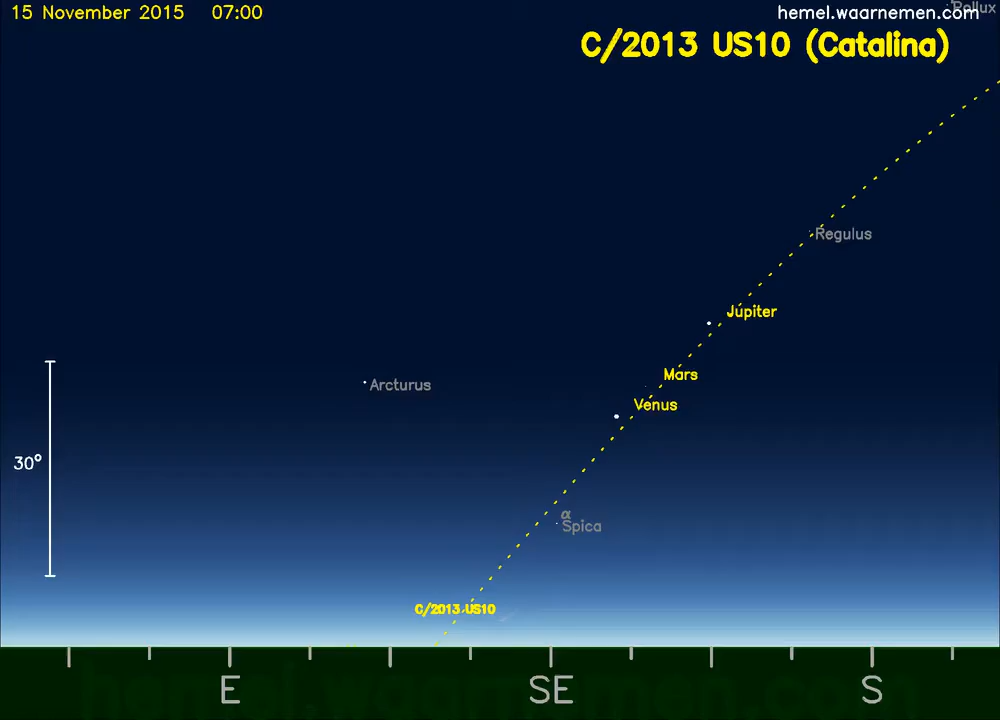 15 November 2015 07:00
hemel.waarnemen.com
Pollux
C/2013 US10 (Catalina)
Regulus
Jupiter
Mars
Arcturus
Venus
30°
α
Spica
C/2013 US10
E SE S
hemel.waarnemen.com